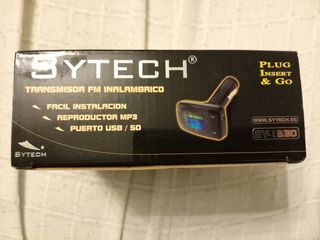 SYTECH®
PLUG
INSERT
& GO
TRANSMISOR FM INALAMBRICO
FACIL INSTALACION
REPRODUCTOR MP3
PUERTO USB / SD
SYTECH
WWW.SYTECH.ES